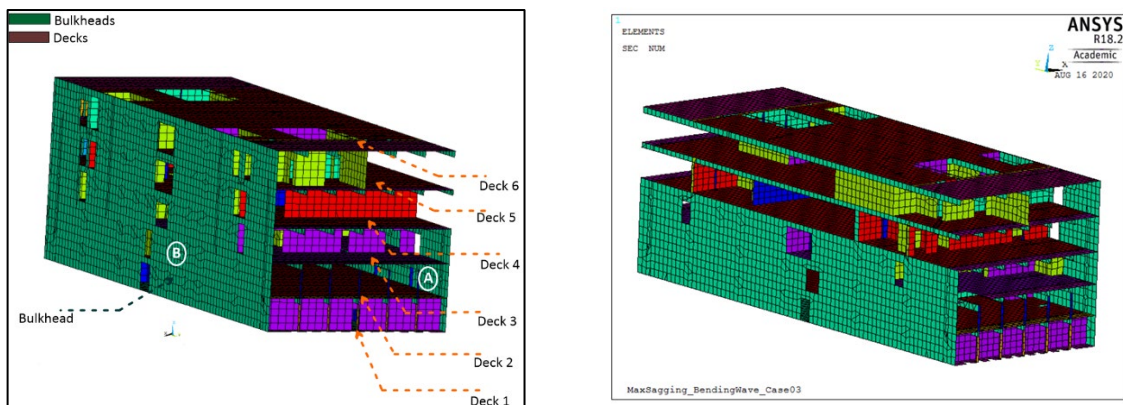 Bulkheads
Decks
Deck 6
Deck 5
B
Deck 4
A
Bulkhead
Deck 3
Deck 2
Deck 1
1
ELEMENTS
SEC NUM
ANSYS
R18.2
Academic
Z
X
AUG 16 2020
MaxSagging_BendingWave_Case03